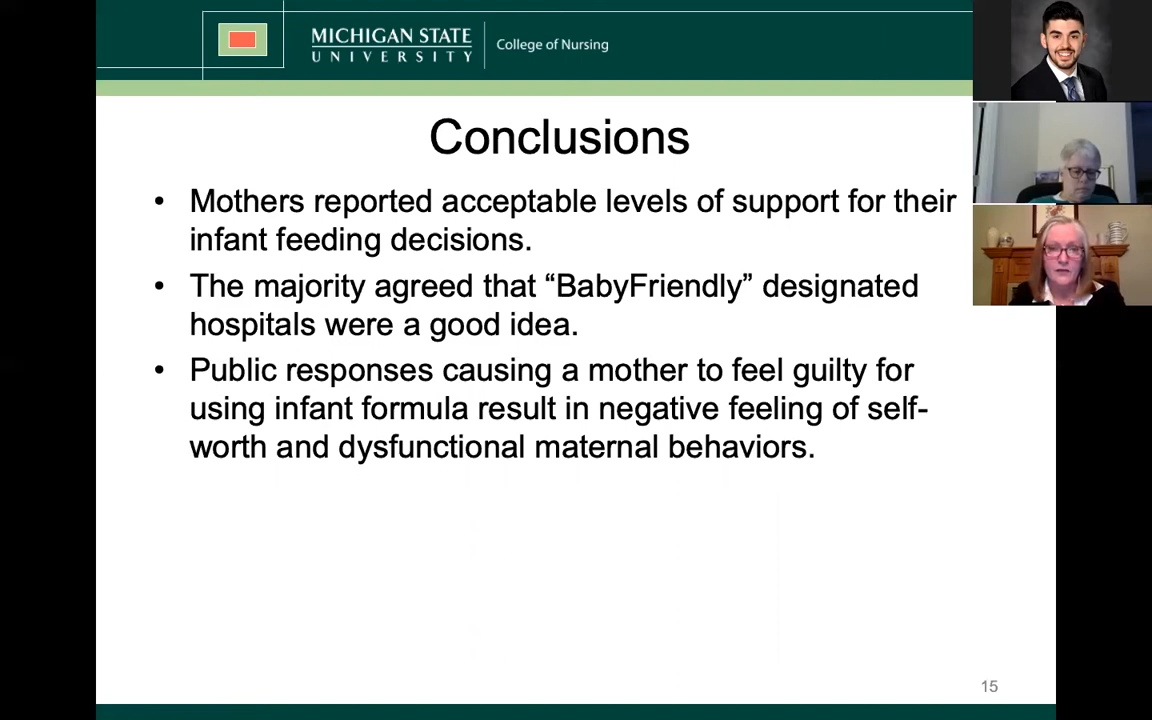 MICHIGAN STATE
UNIVERSITY
College of Nursing
Conclusions
• Mothers reported acceptable levels of support for their
infant feeding decisions.
• The majority agreed that “BabyFriendly” designated
hospitals were a good idea.
• Public responses causing a mother to feel guilty for
using infant formula result in negative feeling of self-
worth and dysfunctional maternal behaviors.
15